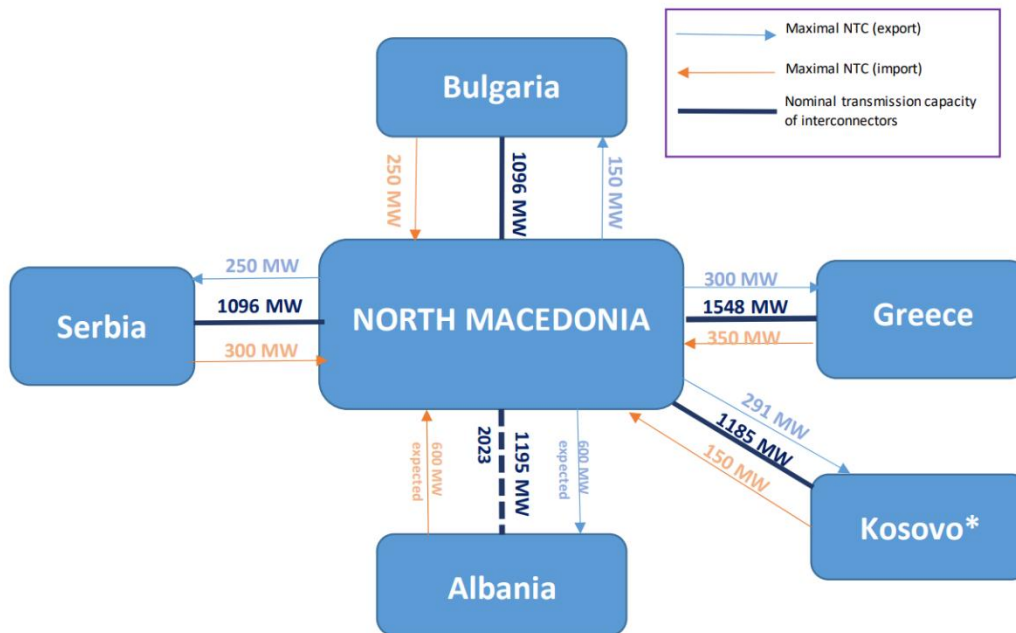 Maximal NTC (export)
Maximal NTC (import)
Nominal transmission capacity
of interconnectors
Bulgaria
250 MW
1096 MW
150 MW
250 MW
1096 MW
300 MW
Serbia
NORTH MACEDONIA
300 MW
1548 MW
350 MW
Greece
291 MW
1185 MW
150 MW
Kosovo*
600 MW
expected
2023
1195 MW
600 MW
expected
Albania